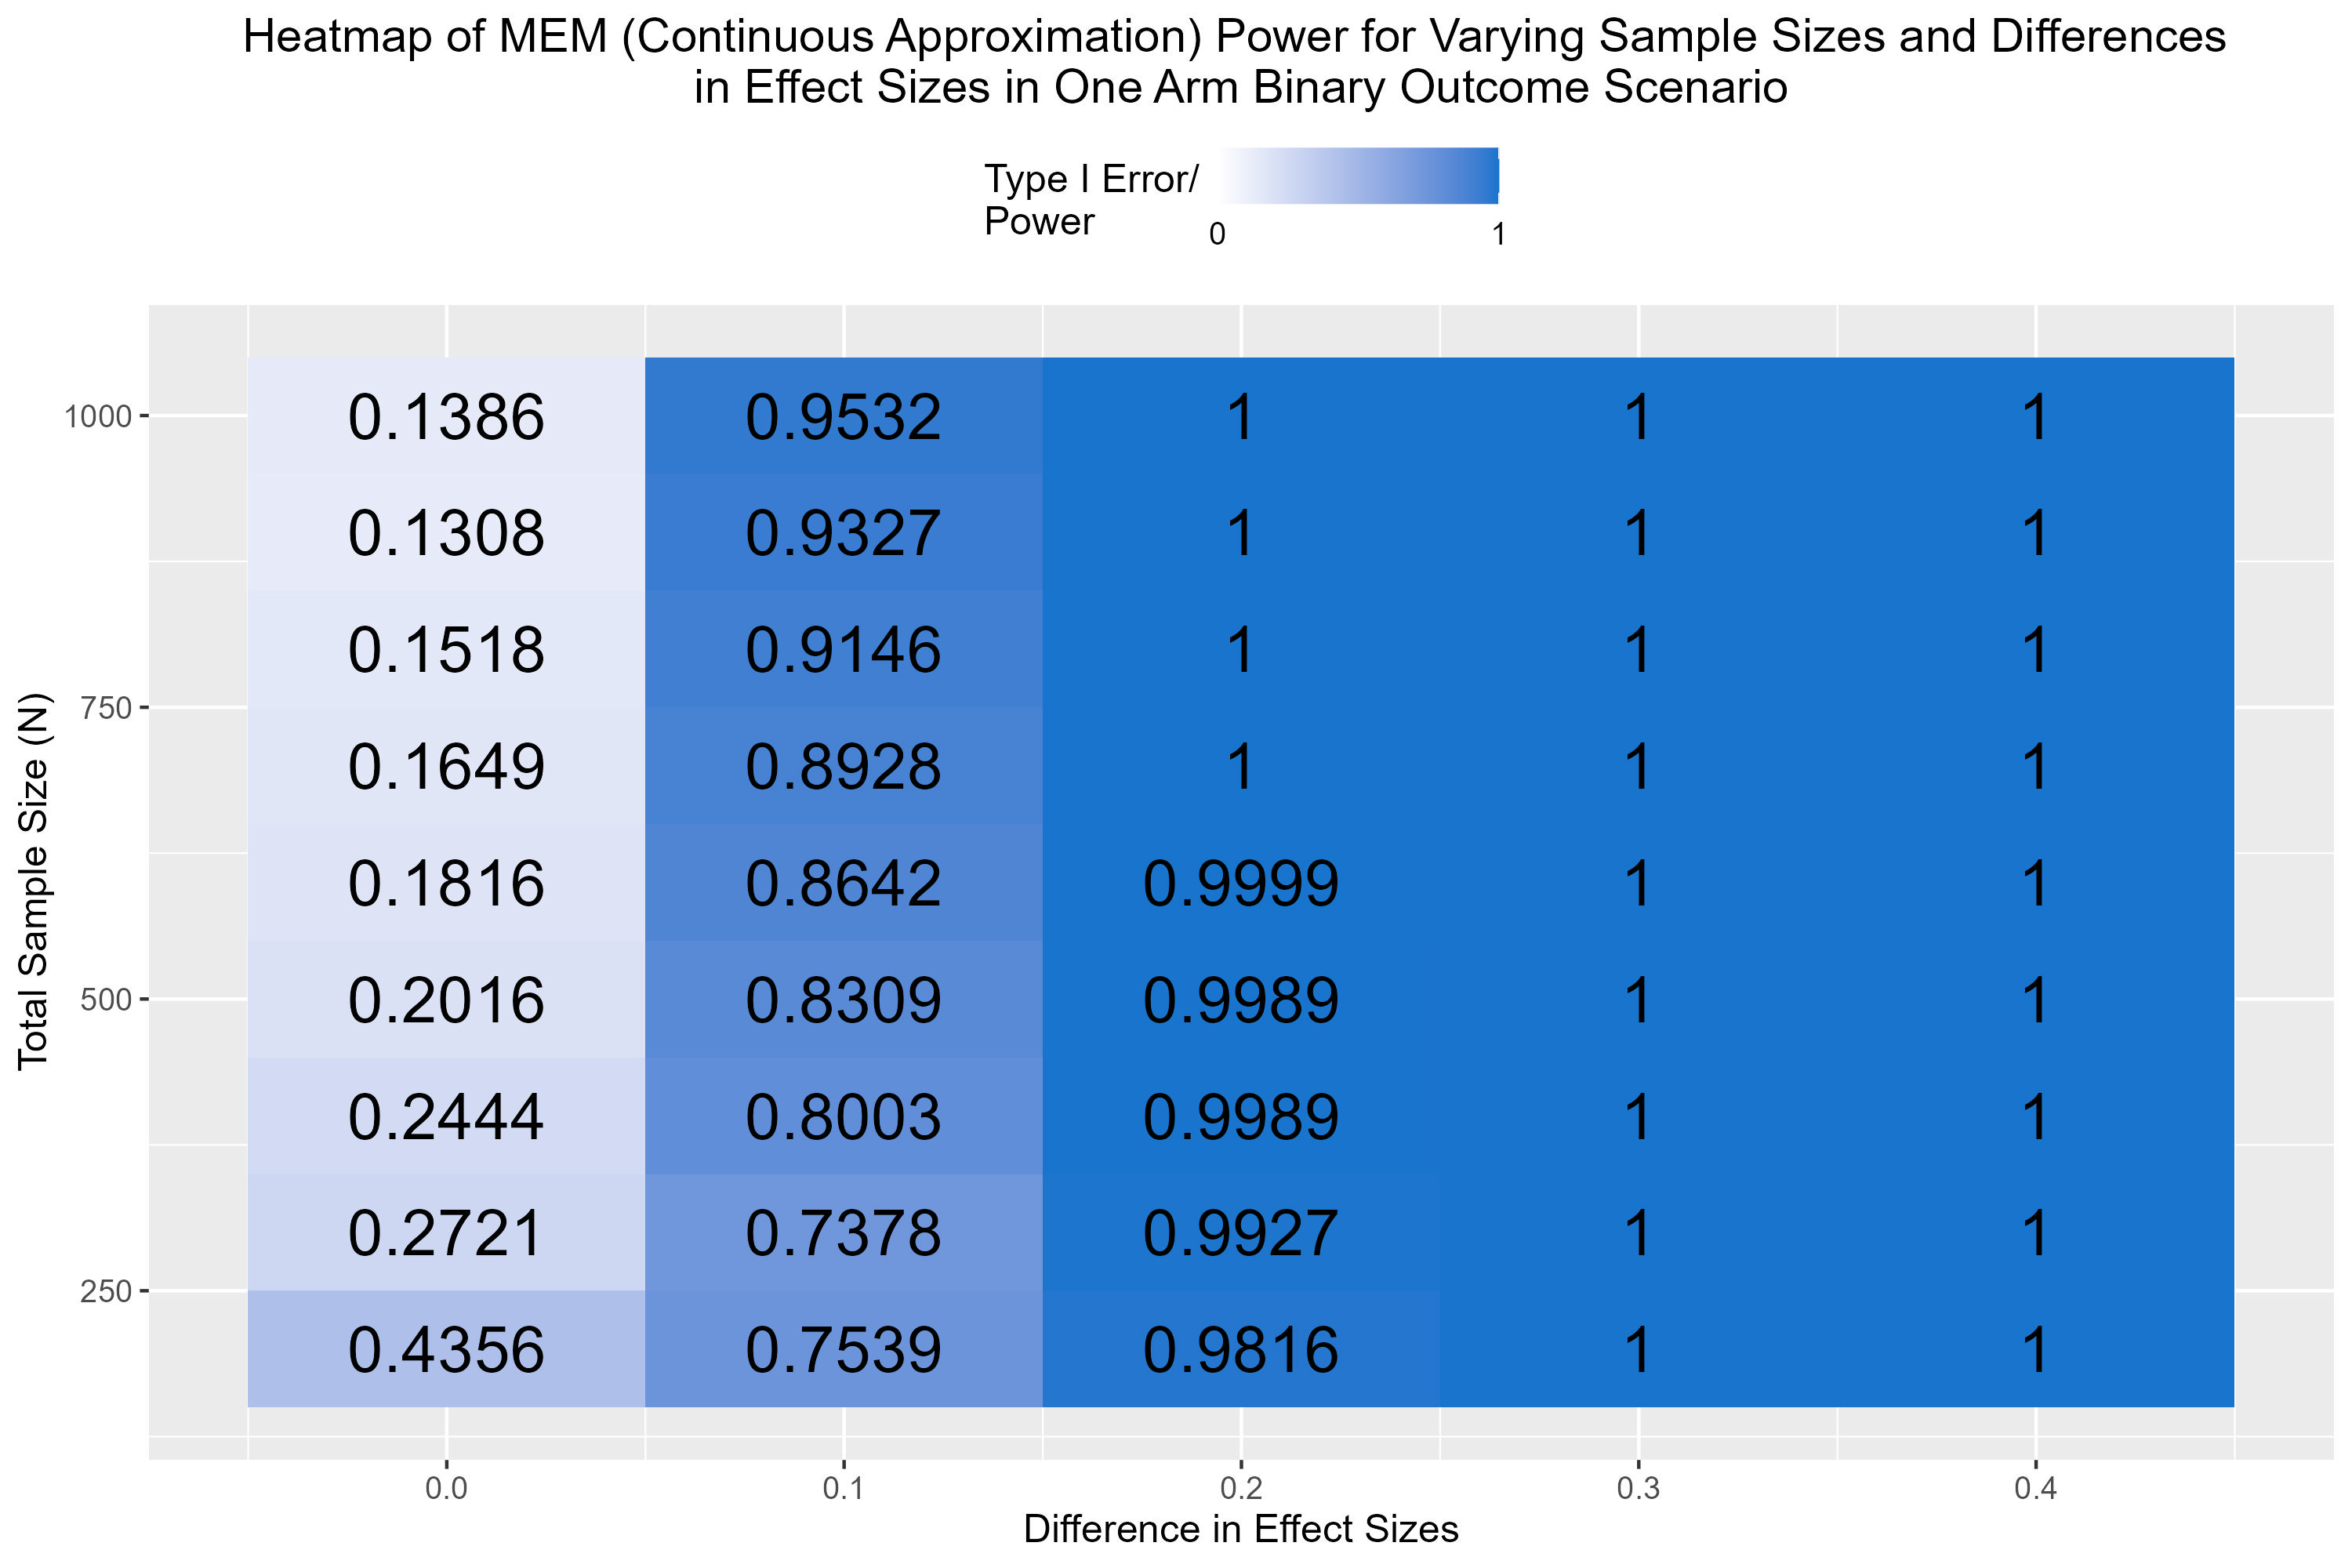 Heatmap of MEM (Continuous Approximation) Power for Varying Sample Sizes and Differences
in Effect Sizes in One Arm Binary Outcome Scenario
Type I Error/
Power
0 1
1000 0.1386 0.9532 1 1 1
0.1308 0.9327 1 1 1
0.1518 0.9146 1 1 1
750
0.1649 0.8928 1 1 1
0.1816 0.8642 0.9999 1 1
500 0.2016 0.8309 0.9989 1 1
0.2444 0.8003 0.9989 1 1
0.2721 0.7378 0.9927 1 1
250
0.4356 0.7539 0.9816 1 1
0.0 0.1 0.2 0.3 0.4
Difference in Effect Sizes
Total Sample Size (N)